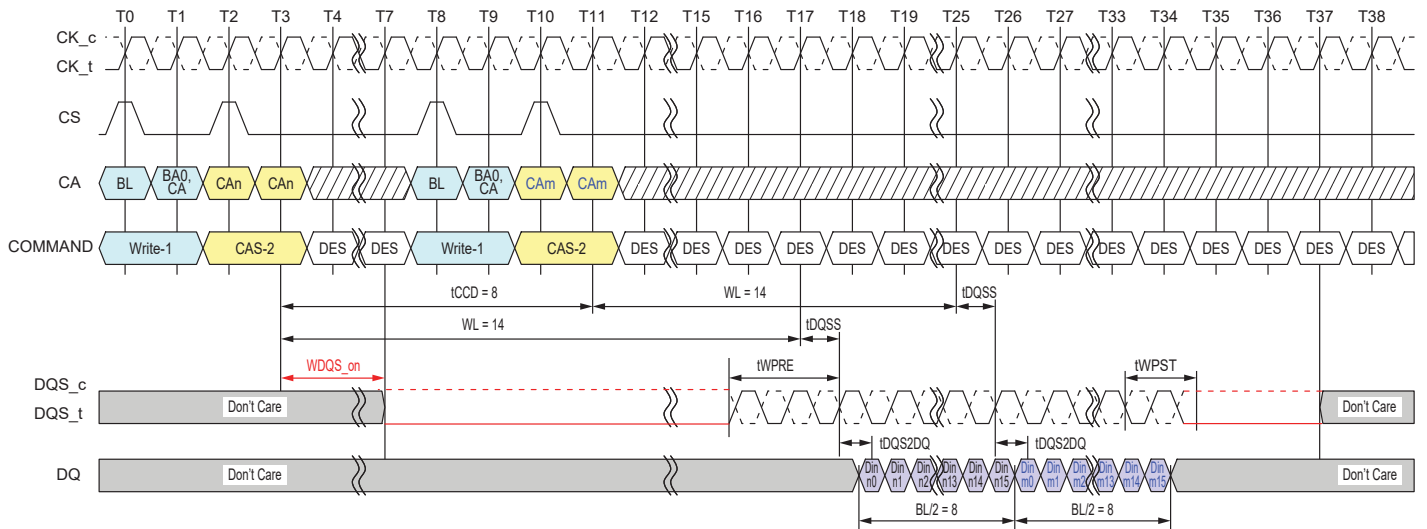 T0 T1 T2 T3 T4 T7 T8 T9 T10 T11 T12 T15 T16 T17 T18 T19 T25 T26 T27 T33 T34 T35 T36 T37 T38
CK_c
CK_t
CS
CA BL BA0, CA CAn CAn BL BA0, CA CAm CAm
COMMAND Write-1 CAS-2 DES DES Write-1 CAS-2 DES DES DES DES DES DES DES DES DES DES DES DES DES DES DES
tCCD = 8 WL = 14 tDQSS
WL = 14 tDQSS
WDQS_on tWPRE tWPST
DQS_c
DQS_t Don't Care Don't Care
tDQS2DQ tDQS2DQ
DQ Don't Care Din n0 Din n1 Din n2 Din n13 Din n14 Din n15 Din m0 Din m1 Din m2 Din m13 Din m14 Din m15 Don't Care
BL/2 = 8 BL/2 = 8